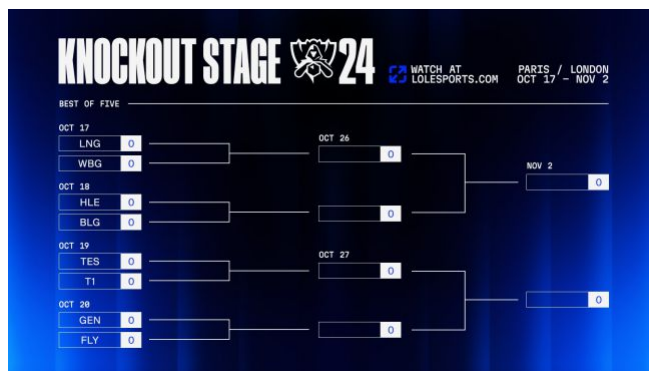 KNOCKOUT STAGE 24
WATCH AT
LOLESPORTS.COM
PARIS / LONDON
OCT 17 - NOV 2
BEST OF FIVE
OCT 17
LNG 0
WBG 0
OCT 18
HLE 0
BLG 0
OCT 19
TES 0
T1 0
OCT 20
GEN 0
FLY 0
OCT 26
0
0
OCT 27
0
0
NOV 2
0
0